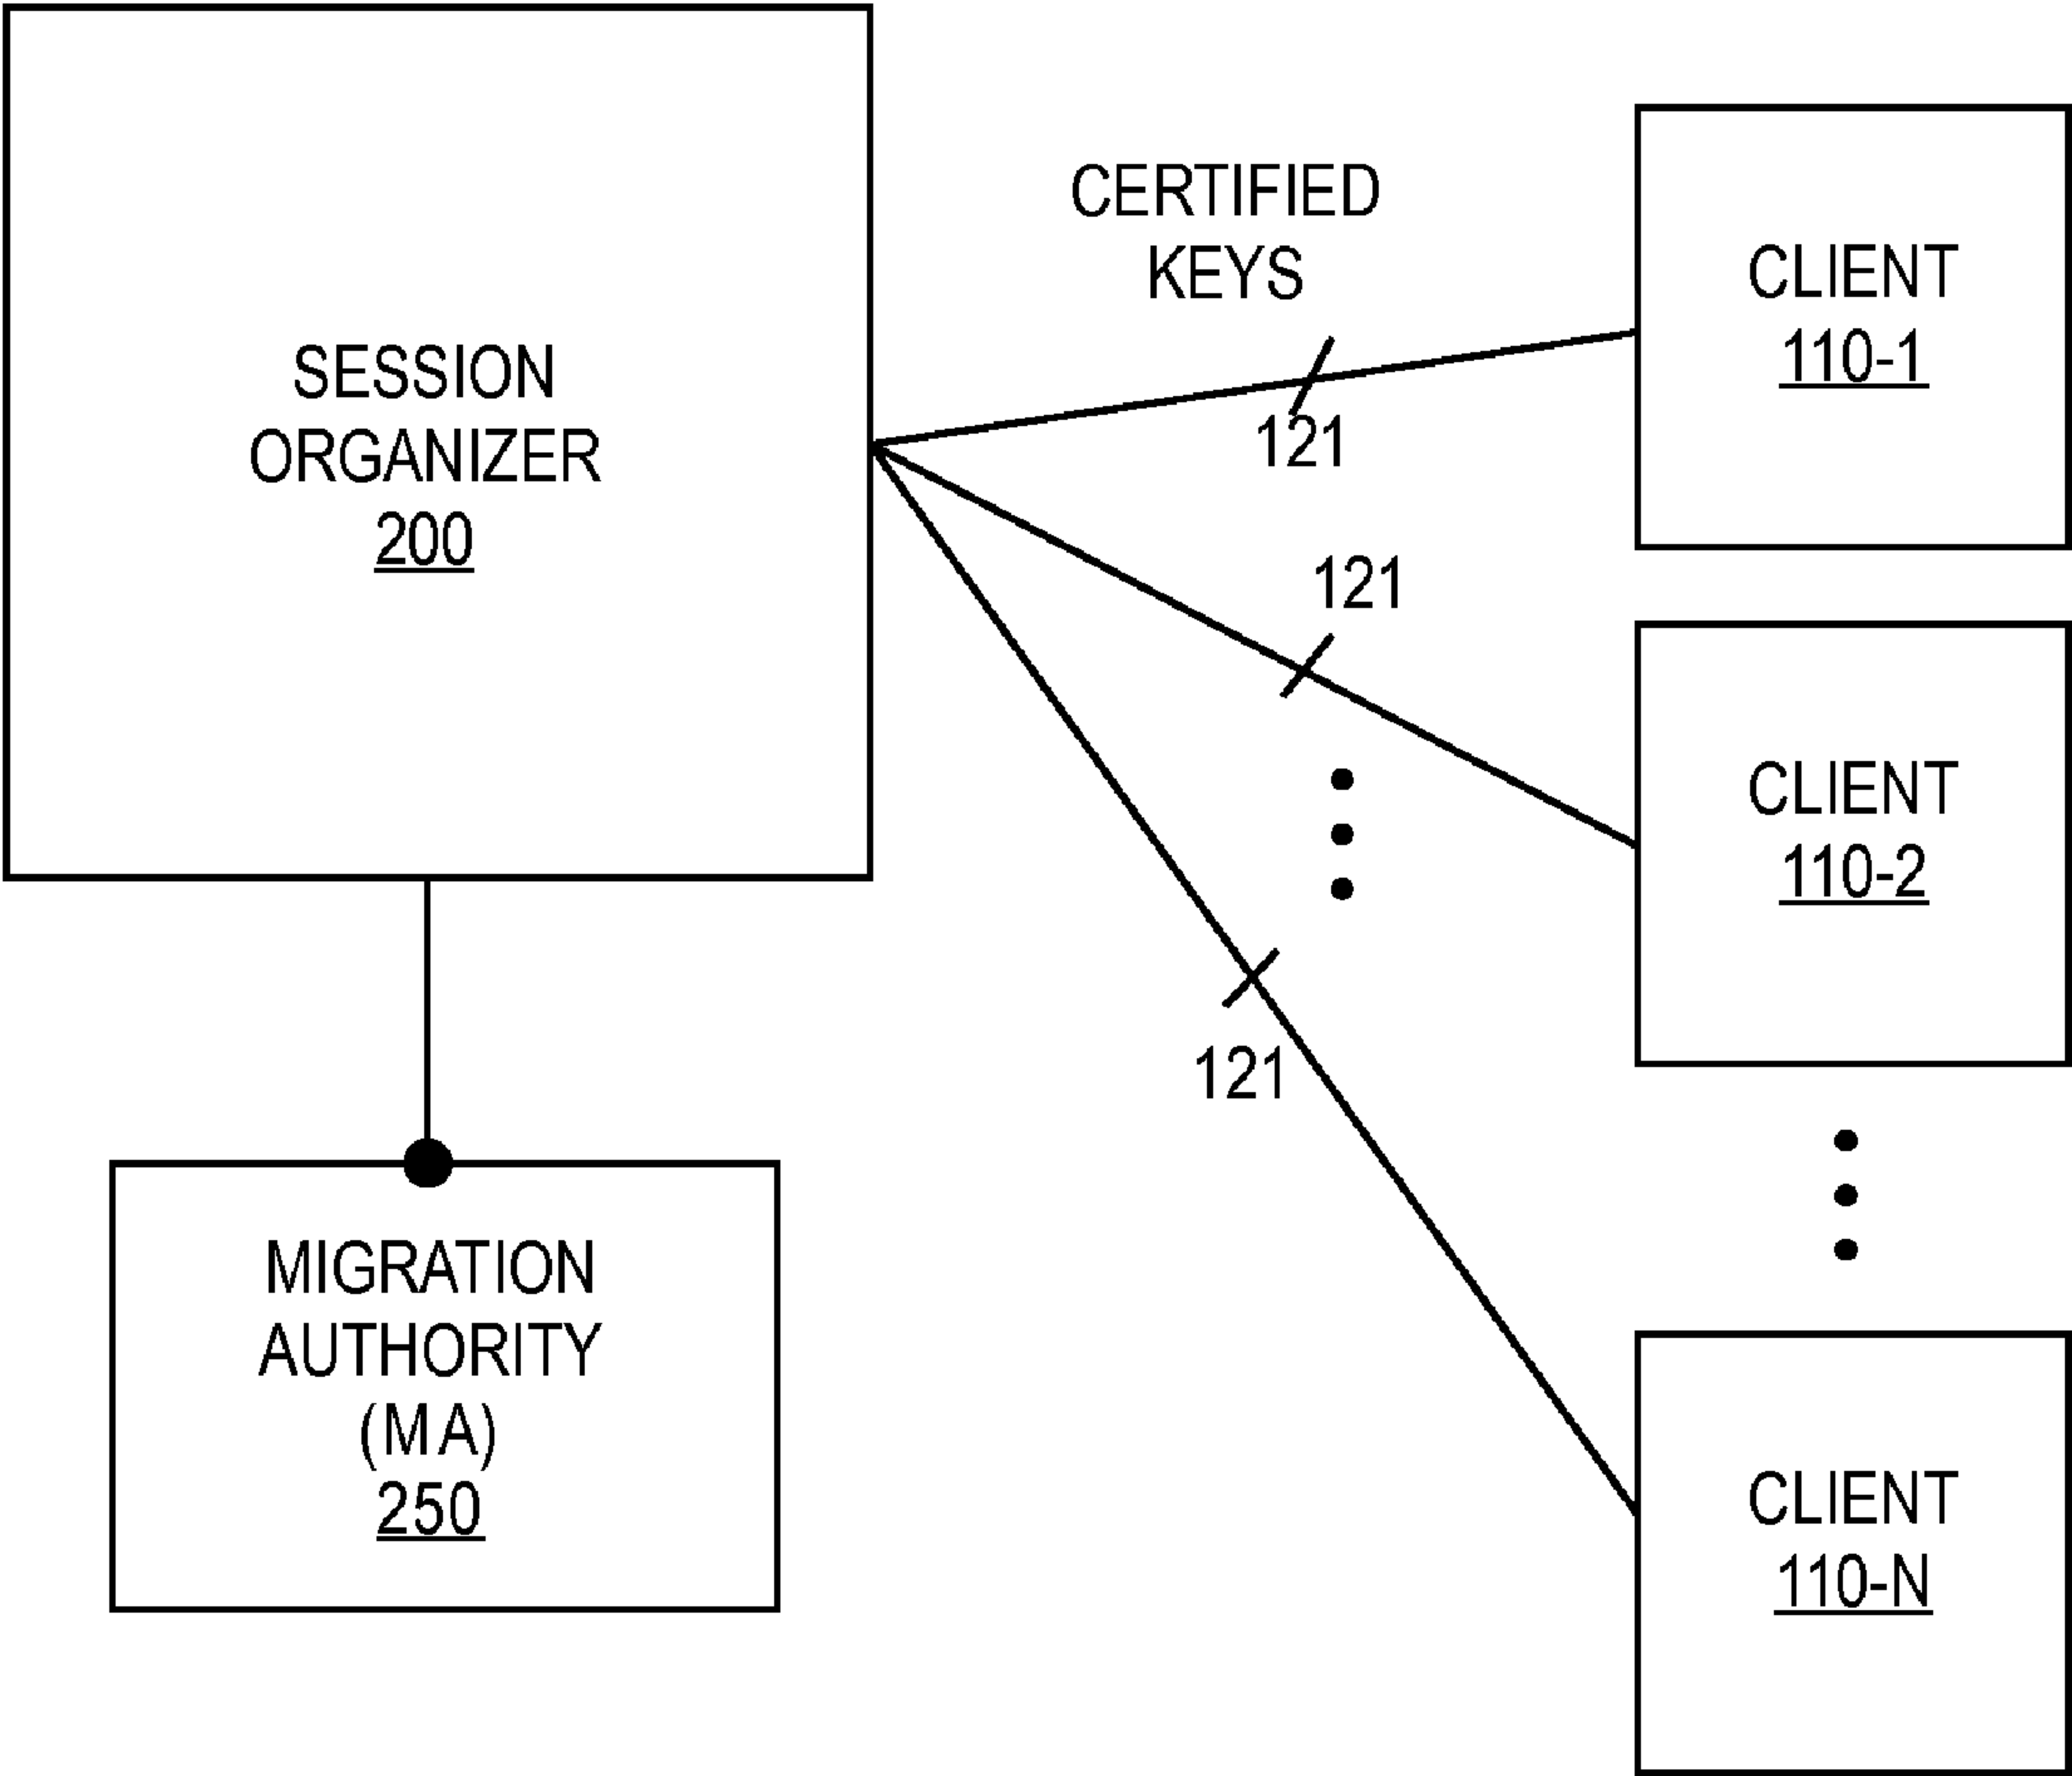 SESSION
ORGANIZER
200
CERTIFIED
KEYS
121
121
121
CLIENT
110-1
CLIENT
110-2
CLIENT
110-N
MIGRATION
AUTHORITY
(MA)
250